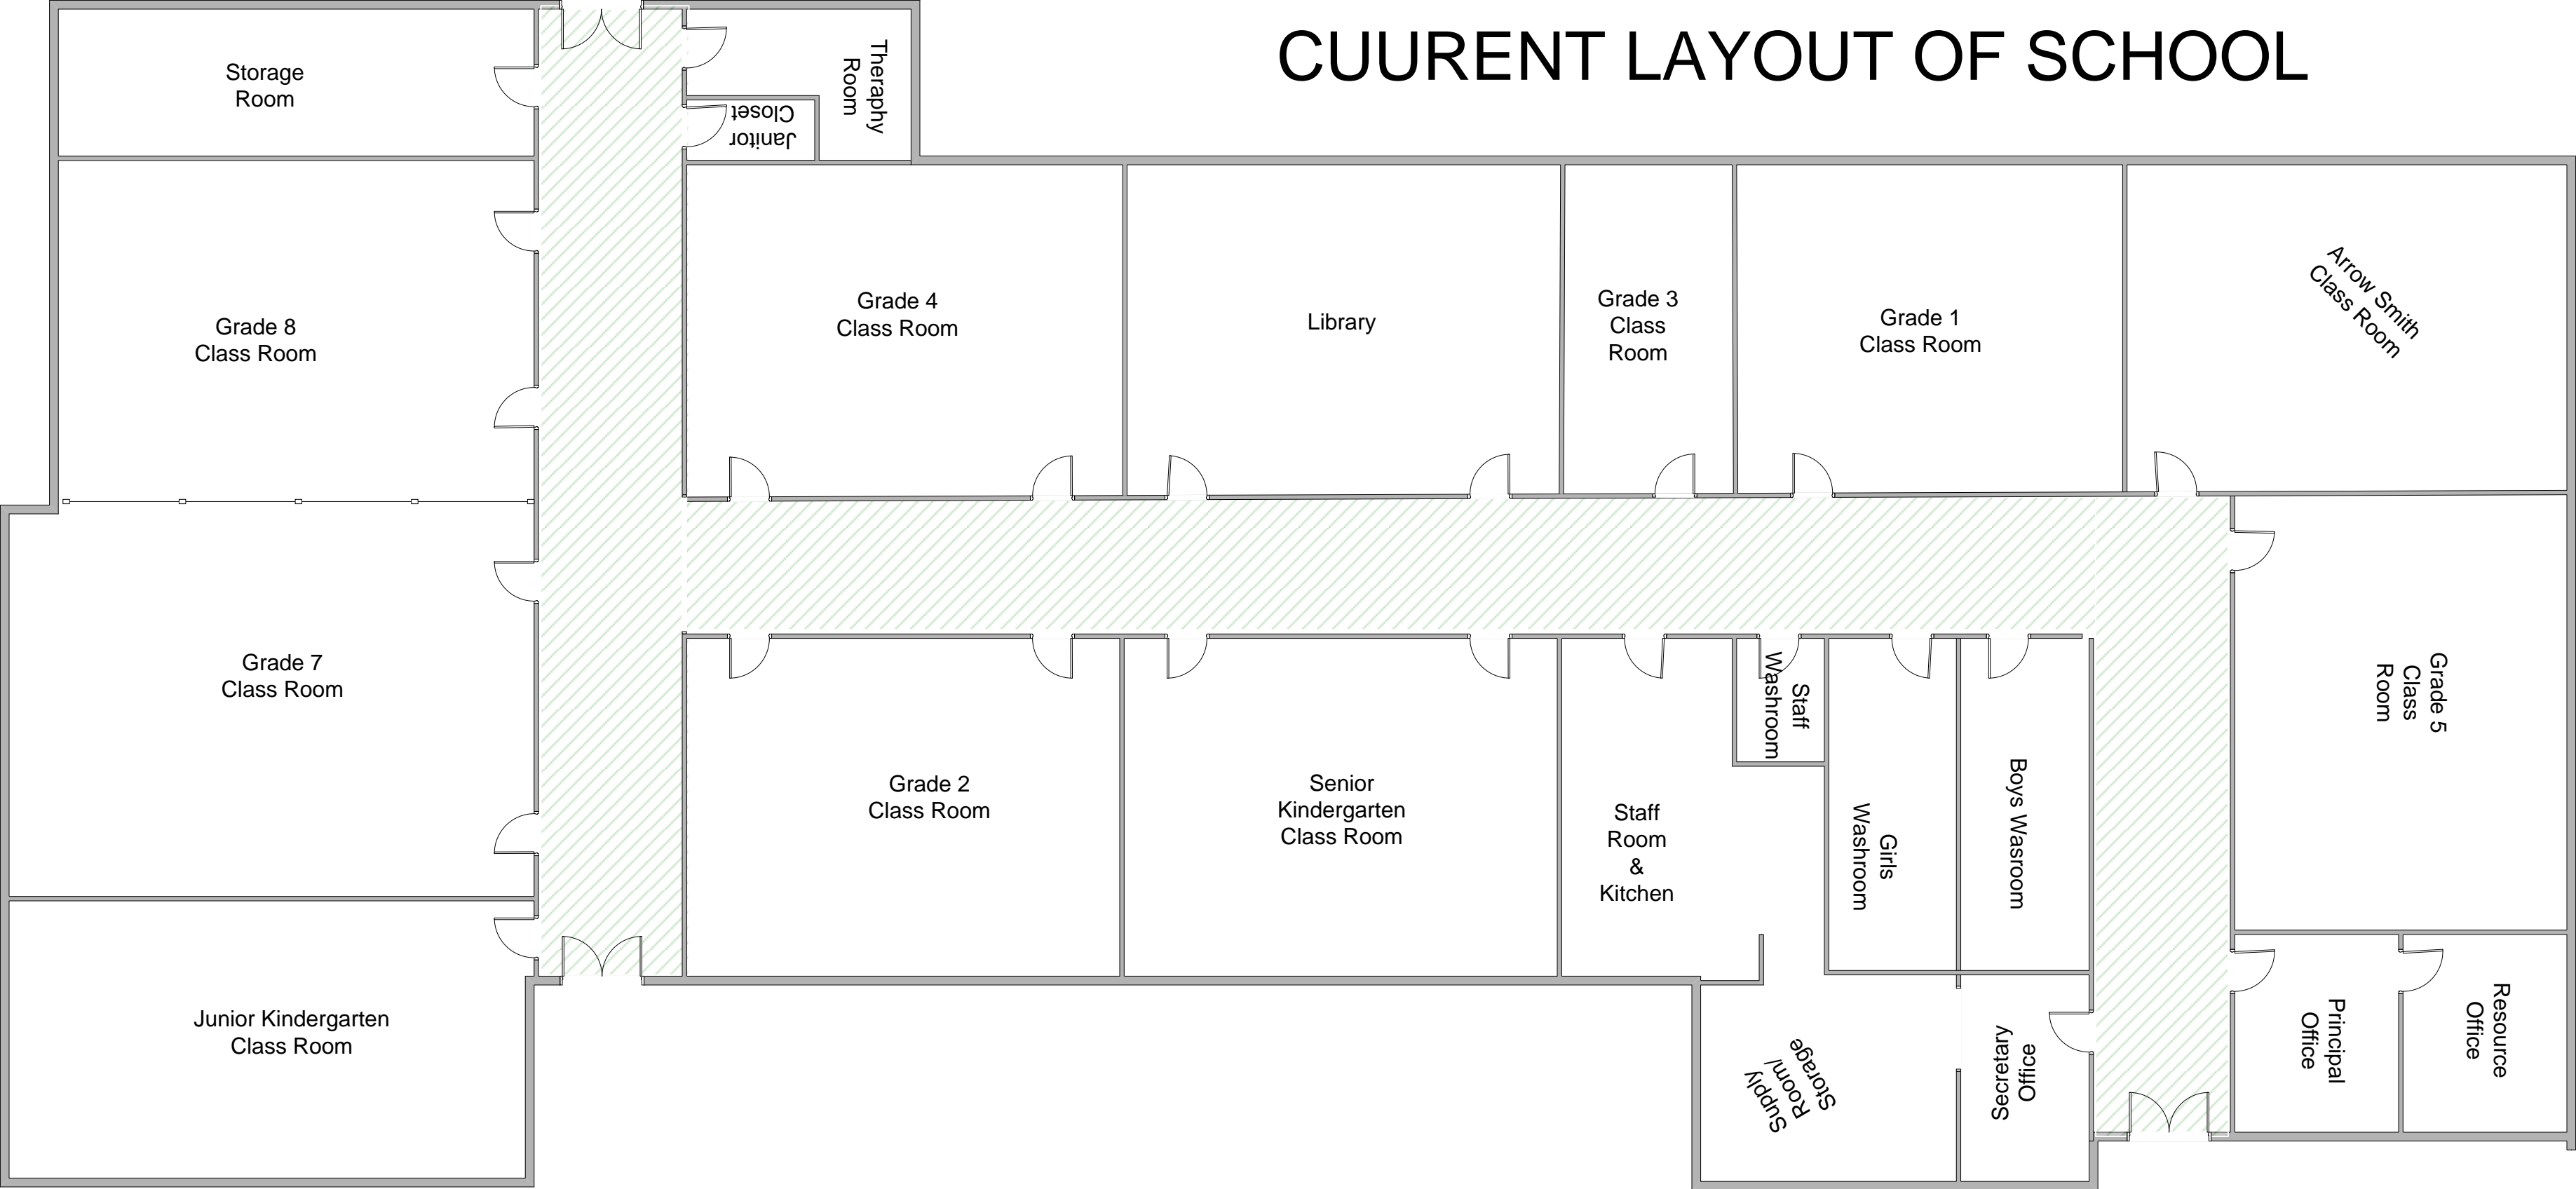 CUURENT LAYOUT OF SCHOOL
Storage
Room
Theraphy
Room
Janitor
Closet
Grade 8
Class Room
Grade 4
Class Room
Library
Grade 3
Class
Room
Grade 1
Class Room
Arrow Smith
Class Room
Grade 7
Class Room
Grade 2
Class Room
Senior
Kindergarten
Class Room
Staff
Room
&
Kitchen
Staff
Washroom
Girls
Washroom
Boys Wasroom
Grade 5
Class
Room
Junior Kindergarten
Class Room
Storage
Room/
Supply
Secretary
Office
Principal
Office
Resource
Office